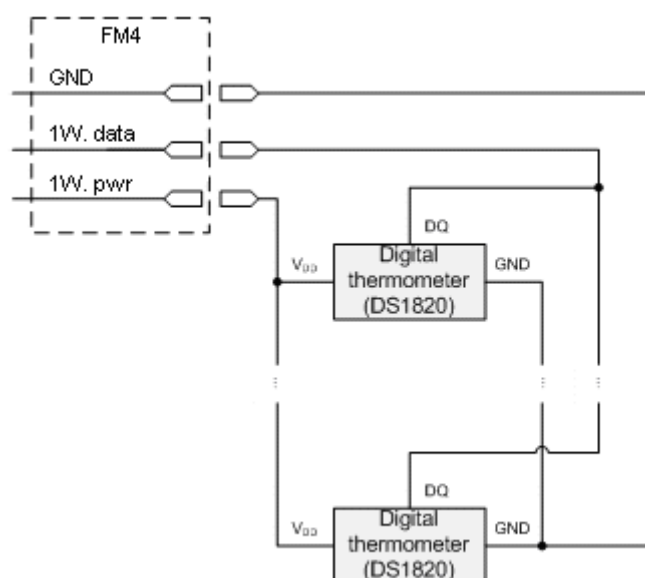 FM4
GND
1W. data
1W. pwr
DQ
VDD
Digital
thermometer
(DS1820)
GND
DQ
VDD
Digital
thermometer
(DS1820)
GND